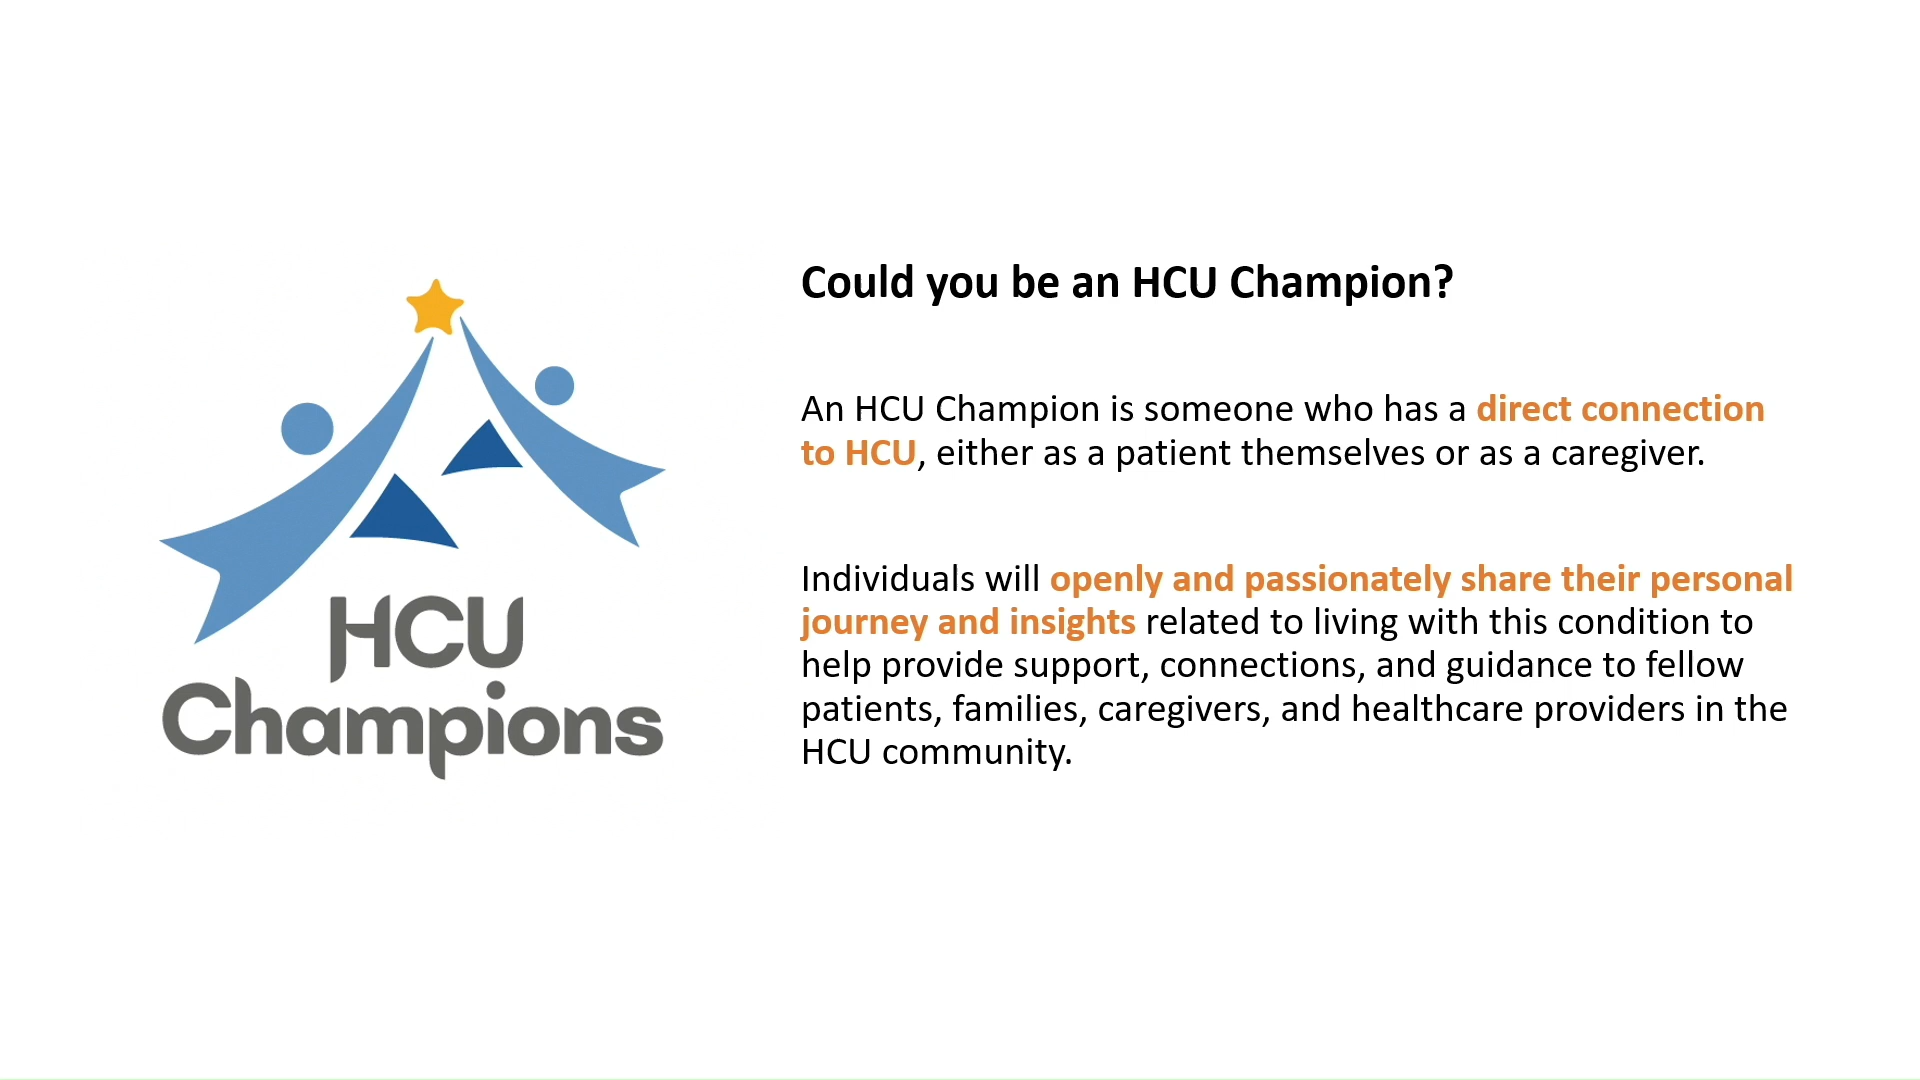 HCU
Champions
Could you be an HCU Champion?
An HCU Champion is someone who has a direct connection
to HCU, either as a patient themselves or as a caregiver.
Individuals will openly and passionately share their personal
journey and insights related to living with this condition to
help provide support, connections, and guidance to fellow
patients, families, caregivers, and healthcare providers in the
HCU community.